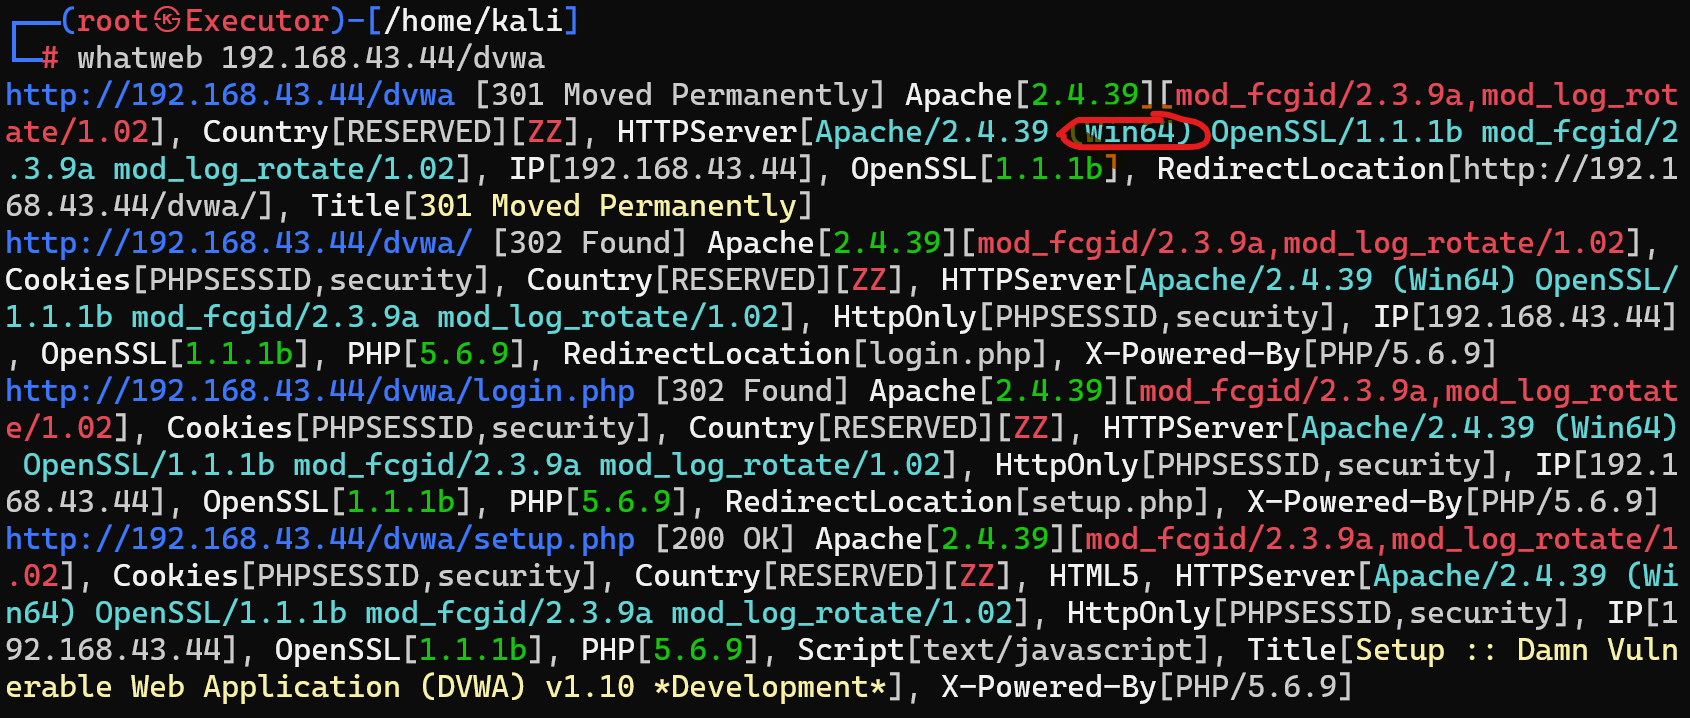 ┌──(root㉿Executor)-[/home/kali]
└─# whatweb 192.168.43.44/dvwa
http://192.168.43.44/dvwa [301 Moved Permanently] Apache[2.4.39][mod_fcgid/2.3.9a,mod_log_rot
ate/1.02], Country[RESERVED][ZZ], HTTPServer[Apache/2.4.39 (Win64) OpenSSL/1.1.1b mod_fcgid/2
.3.9a mod_log_rotate/1.02], IP[192.168.43.44], OpenSSL[1.1.1b], RedirectLocation[http://192.1
68.43.44/dvwa/], Title[301 Moved Permanently]
http://192.168.43.44/dvwa/ [302 Found] Apache[2.4.39][mod_fcgid/2.3.9a,mod_log_rotate/1.02],
Cookies[PHPSESSID,security], Country[RESERVED][ZZ], HTTPServer[Apache/2.4.39 (Win64) OpenSSL/
1.1.1b mod_fcgid/2.3.9a mod_log_rotate/1.02], HttpOnly[PHPSESSID,security], IP[192.168.43.44]
, OpenSSL[1.1.1b], PHP[5.6.9], RedirectLocation[login.php], X-Powered-By[PHP/5.6.9]
http://192.168.43.44/dvwa/login.php [302 Found] Apache[2.4.39][mod_fcgid/2.3.9a,mod_log_rotat
e/1.02], Cookies[PHPSESSID,security], Country[RESERVED][ZZ], HTTPServer[Apache/2.4.39 (Win64)
 OpenSSL/1.1.1b mod_fcgid/2.3.9a mod_log_rotate/1.02], HttpOnly[PHPSESSID,security], IP[192.1
68.43.44], OpenSSL[1.1.1b], PHP[5.6.9], RedirectLocation[setup.php], X-Powered-By[PHP/5.6.9]
http://192.168.43.44/dvwa/setup.php [200 OK] Apache[2.4.39][mod_fcgid/2.3.9a,mod_log_rotate/1
.02], Cookies[PHPSESSID,security], Country[RESERVED][ZZ], HTML5, HTTPServer[Apache/2.4.39 (Wi
n64) OpenSSL/1.1.1b mod_fcgid/2.3.9a mod_log_rotate/1.02], HttpOnly[PHPSESSID,security], IP[1
92.168.43.44], OpenSSL[1.1.1b], PHP[5.6.9], Script[text/javascript], Title[Setup :: Damn Vuln
erable Web Application (DVWA) v1.10 *Development*], X-Powered-By[PHP/5.6.9]